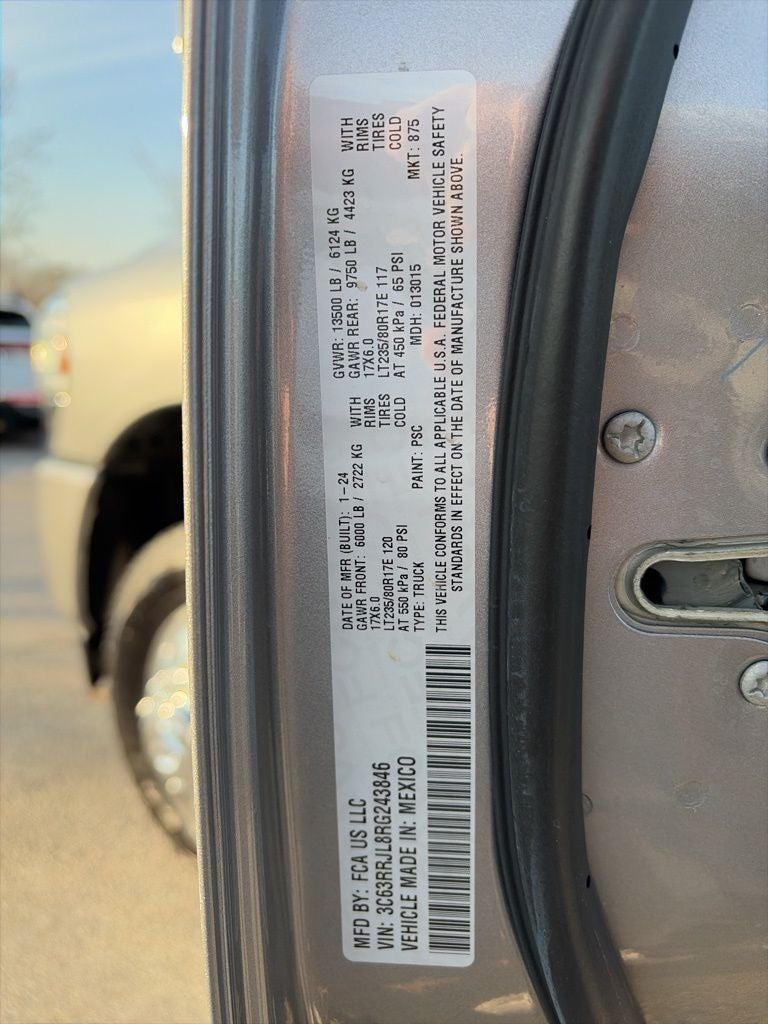 MFD BY: FCA US LLC
VIN: 3C63RRJL8RG243846
VEHICLE MADE IN: MEXICO
DATE OF MFR (BUILT): 1-24
GAWR FRONT: 6000 LB / 2722 KG WITH
17X6.0 RIMS
LT235/80R17E 120 TIRES
AT 550 kPa / 80 PSI COLD
TYPE: TRUCK PAINT: PSC
GVWR: 13500 LB / 6124 KG
GAWR REAR: 9750 LB / 4423 KG WITH
17X6.0 RIMS
LT235/80R17E 117 TIRES
AT 450 kPa / 65 PSI COLD
MDH: 013015 MKT: 875
THIS VEHICLE CONFORMS TO ALL APPLICABLE U.S.A. FEDERAL MOTOR VEHICLE SAFETY
STANDARDS IN EFFECT ON THE DATE OF MANUFACTURE SHOWN ABOVE.